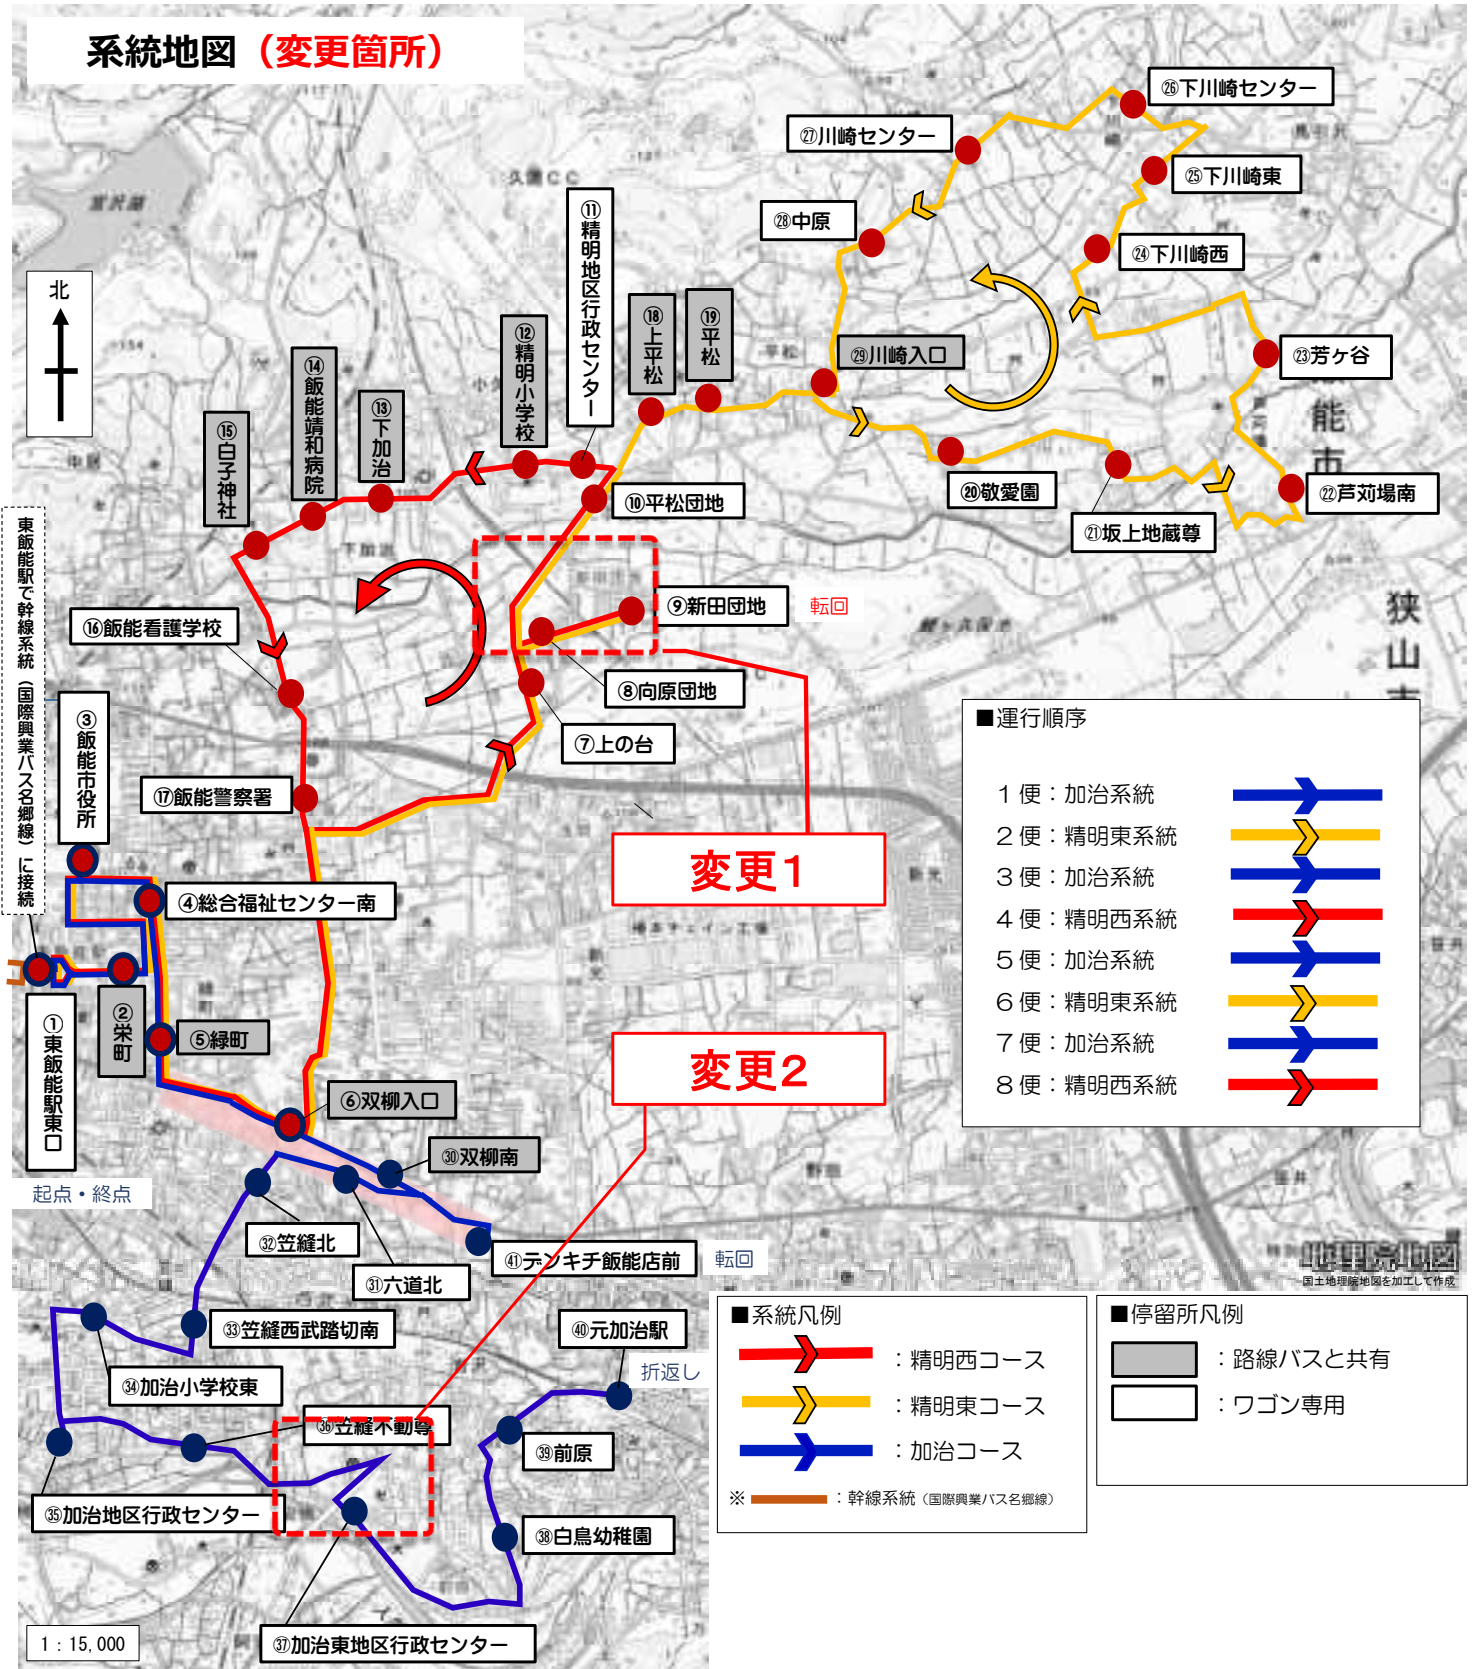 系統地図（変更箇所）
㉖下川崎センター
㉗川崎センター
㉕下川崎東
久邇CC
⑪精明地区行政センター
㉘中原
㉔下川崎西
北
⑱上平松
⑲平松
⑫精明小学校
平松
㉙川崎入口
㉓芳ケ谷
⑭飯能靖和病院
⑬下加治
⑮白子神社
能市
⑩平松団地
⑳敬愛園
㉒芦苅場南
㉑坂上地蔵尊
東飯能駅で幹線系統（国際興業バス名郷線）に接続
下加治
⑨新田団地
転回
狭山市
⑯飯能看護学校
⑧向原団地
③飯能市役所
⑦上の台
■運行順序
1便：加治系統
2便：精明東系統
3便：加治系統
4便：精明西系統
5便：加治系統
6便：精明東系統
7便：加治系統
8便：精明西系統
⑰飯能警察署
変更1
④総合福祉センター南
①東飯能駅東口
②栄町
⑤緑町
変更2
⑥双柳入口
㉚双柳南
野田
笹井
起点・終点
㉜笠縫北
㊶デンキチ飯能店前
転回
㉛六道北
地理院地図
国土地理院地図を加工して作成
㉝笠縫西武踏切南
㊵元加治駅
折返し
㉞加治小学校東
㊱笠縫不動尊
㊴前原
㉟加治地区行政センター
㊳白鳥幼稚園
㊲加治東地区行政センター
1：15,000
■系統凡例
：精明西コース
：精明東コース
：加治コース
※　：幹線系統（国際興業バス名郷線）
■停留所凡例
：路線バスと共有
：ワゴン専用